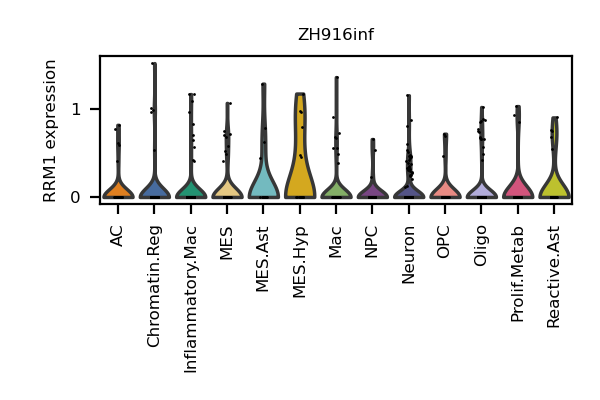 ZH916inf
RRM1 expression
1
0
AC
Chromatin.Reg
Inflammatory.Mac
MES
MES.Ast
MES.Hyp
Mac
NPC
Neuron
OPC
Oligo
Prolif.Metab
Reactive.Ast